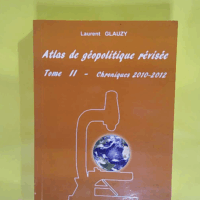 Laurent GLAUZY
Atlas de géopolitique révisée
Tome II - Chroniques 2010-2012